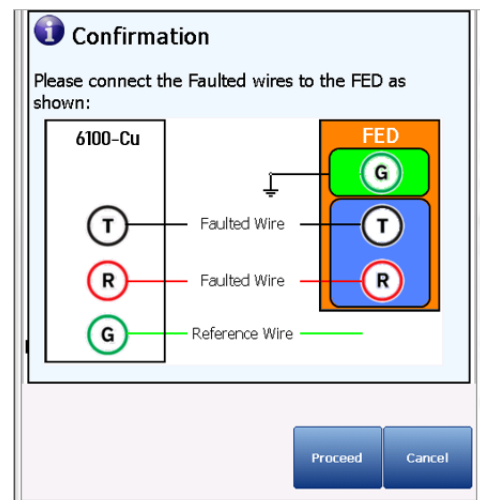 Confirmation
Please connect the Faulted wires to the FED as
shown:
6100-Cu
FED
G
T
Faulted Wire
T
R
Faulted Wire
R
G
Reference Wire
Proceed
Cancel